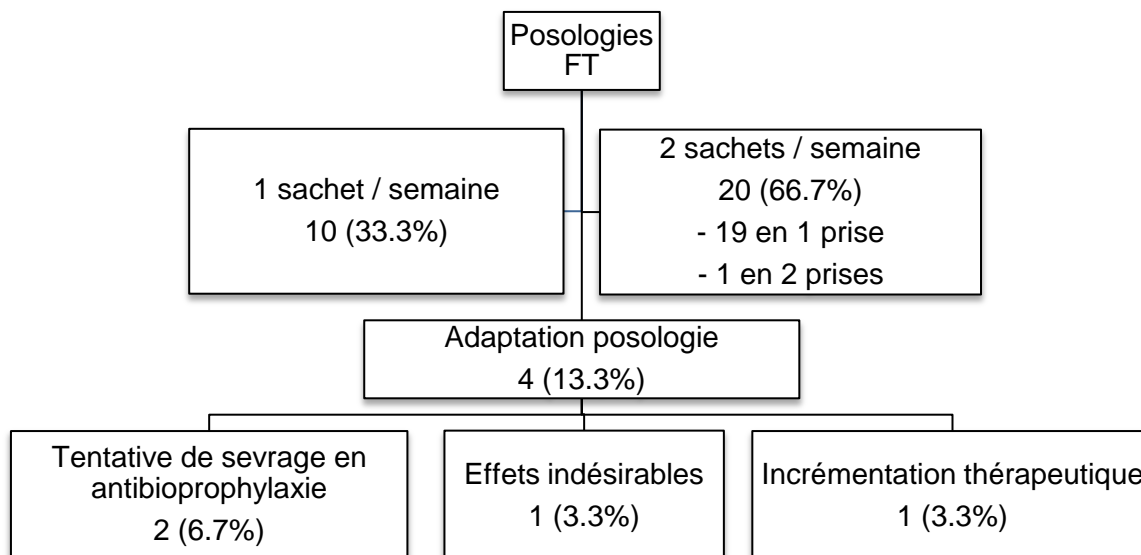 Posologies
FT
1 sachet / semaine
10 (33.3%)
2 sachets / semaine
20 (66.7%)
- 19 en 1 prise
- 1 en 2 prises
Adaptation posologie
4 (13.3%)
Tentative de sevrage en
antibioprophylaxie
2 (6.7%)
Effets indésirables
1 (3.3%)
Incrémentation thérapeutique
1 (3.3%)